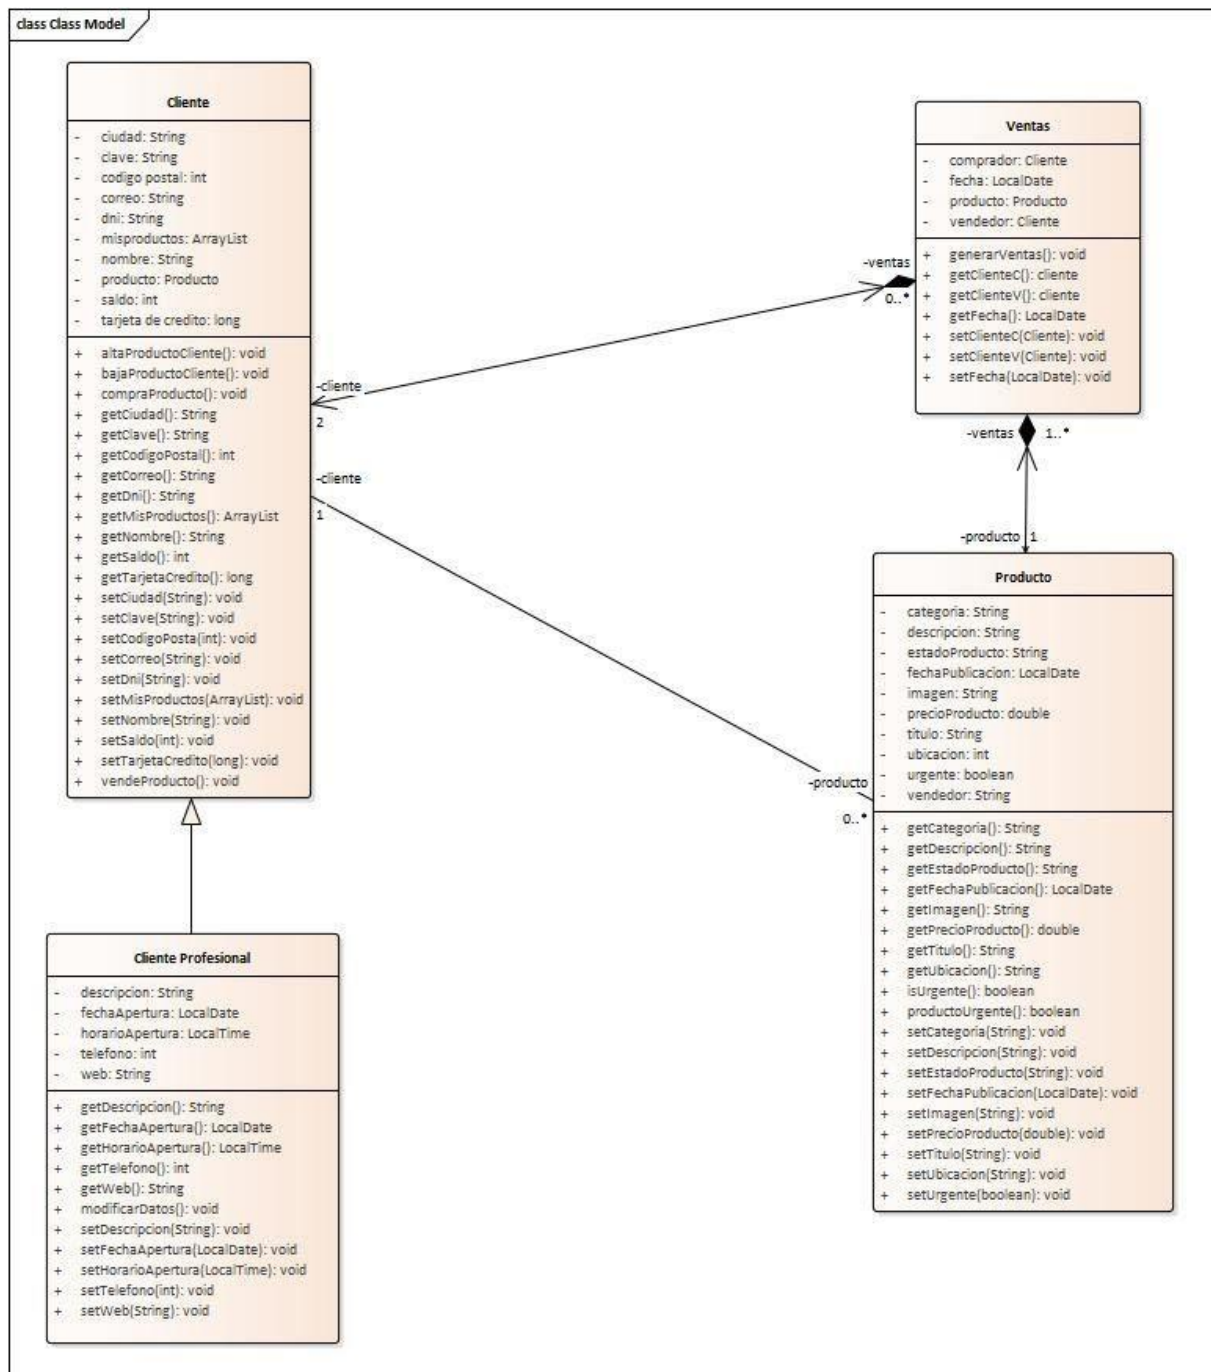 class Class Model
Cliente
- ciudad: String
- clave: String
- codigo postal: int
- correo: String
- dni: String
- misproductos: ArrayList
- nombre: String
- producto: Producto
- saldo: int
- tarjeta de credito: long
+ altaProductoCliente(): void
+ bajaProductoCliente(): void
+ compraProducto(): void
+ getCiudad(): String
+ getClave(): String
+ getCodigoPostal(): int
+ getCorreo(): String
+ getDni(): String
+ getMisProductos(): ArrayList
+ getNombre(): String
+ getSaldo(): int
+ getTarjetaCredito(): long
+ setCiudad(String): void
+ setClave(String): void
+ setCodigoPosta(int): void
+ setCorreo(String): void
+ setDni(String): void
+ setMisProductos(ArrayList): void
+ setNombre(String): void
+ setSaldo(int): void
+ setTarjetaCredito(long): void
+ vendeProducto(): void
Ventas
- comprador: Cliente
- fecha: LocalDate
- producto: Producto
- vendedor: Cliente
+ generarVentas(): void
+ getClienteC(): cliente
+ getClienteV(): cliente
+ getFecha(): LocalDate
+ setClienteC(Cliente): void
+ setClienteV(Cliente): void
+ setFecha(LocalDate): void
-ventas
0..*
-cliente
2
-cliente
1
-ventas 1..*
-producto 1
-producto
0..*
Producto
- categoria: String
- descripcion: String
- estadoProducto: String
- fechaPublicacion: LocalDate
- imagen: String
- precioProducto: double
- titulo: String
- ubicacion: int
- urgente: boolean
- vendedor: String
+ getCategoria(): String
+ getDescripcion(): String
+ getEstadoProducto(): String
+ getFechaPublicacion(): LocalDate
+ getImagen(): String
+ getPrecioProducto(): double
+ getTitulo(): String
+ getUbicacion(): String
+ isUrgente(): boolean
+ productoUrgente(): boolean
+ setCategoria(String): void
+ setDescripcion(String): void
+ setEstadoProducto(String): void
+ setFechaPublicacion(LocalDate): void
+ setImagen(String): void
+ setPrecioProducto(double): void
+ setTitulo(String): void
+ setUbicacion(String): void
+ setUrgente(boolean): void
Cliente Profesional
- descripcion: String
- fechaApertura: LocalDate
- horarioApertura: LocalTime
- telefono: int
- web: String
+ getDescripcion(): String
+ getFechaApertura(): LocalDate
+ getHorarioApertura(): LocalTime
+ getTelefono(): int
+ getWeb(): String
+ modificarDatos(): void
+ setDescripcion(String): void
+ setFechaApertura(LocalDate): void
+ setHorarioApertura(LocalTime): void
+ setTelefono(int): void
+ setWeb(String): void